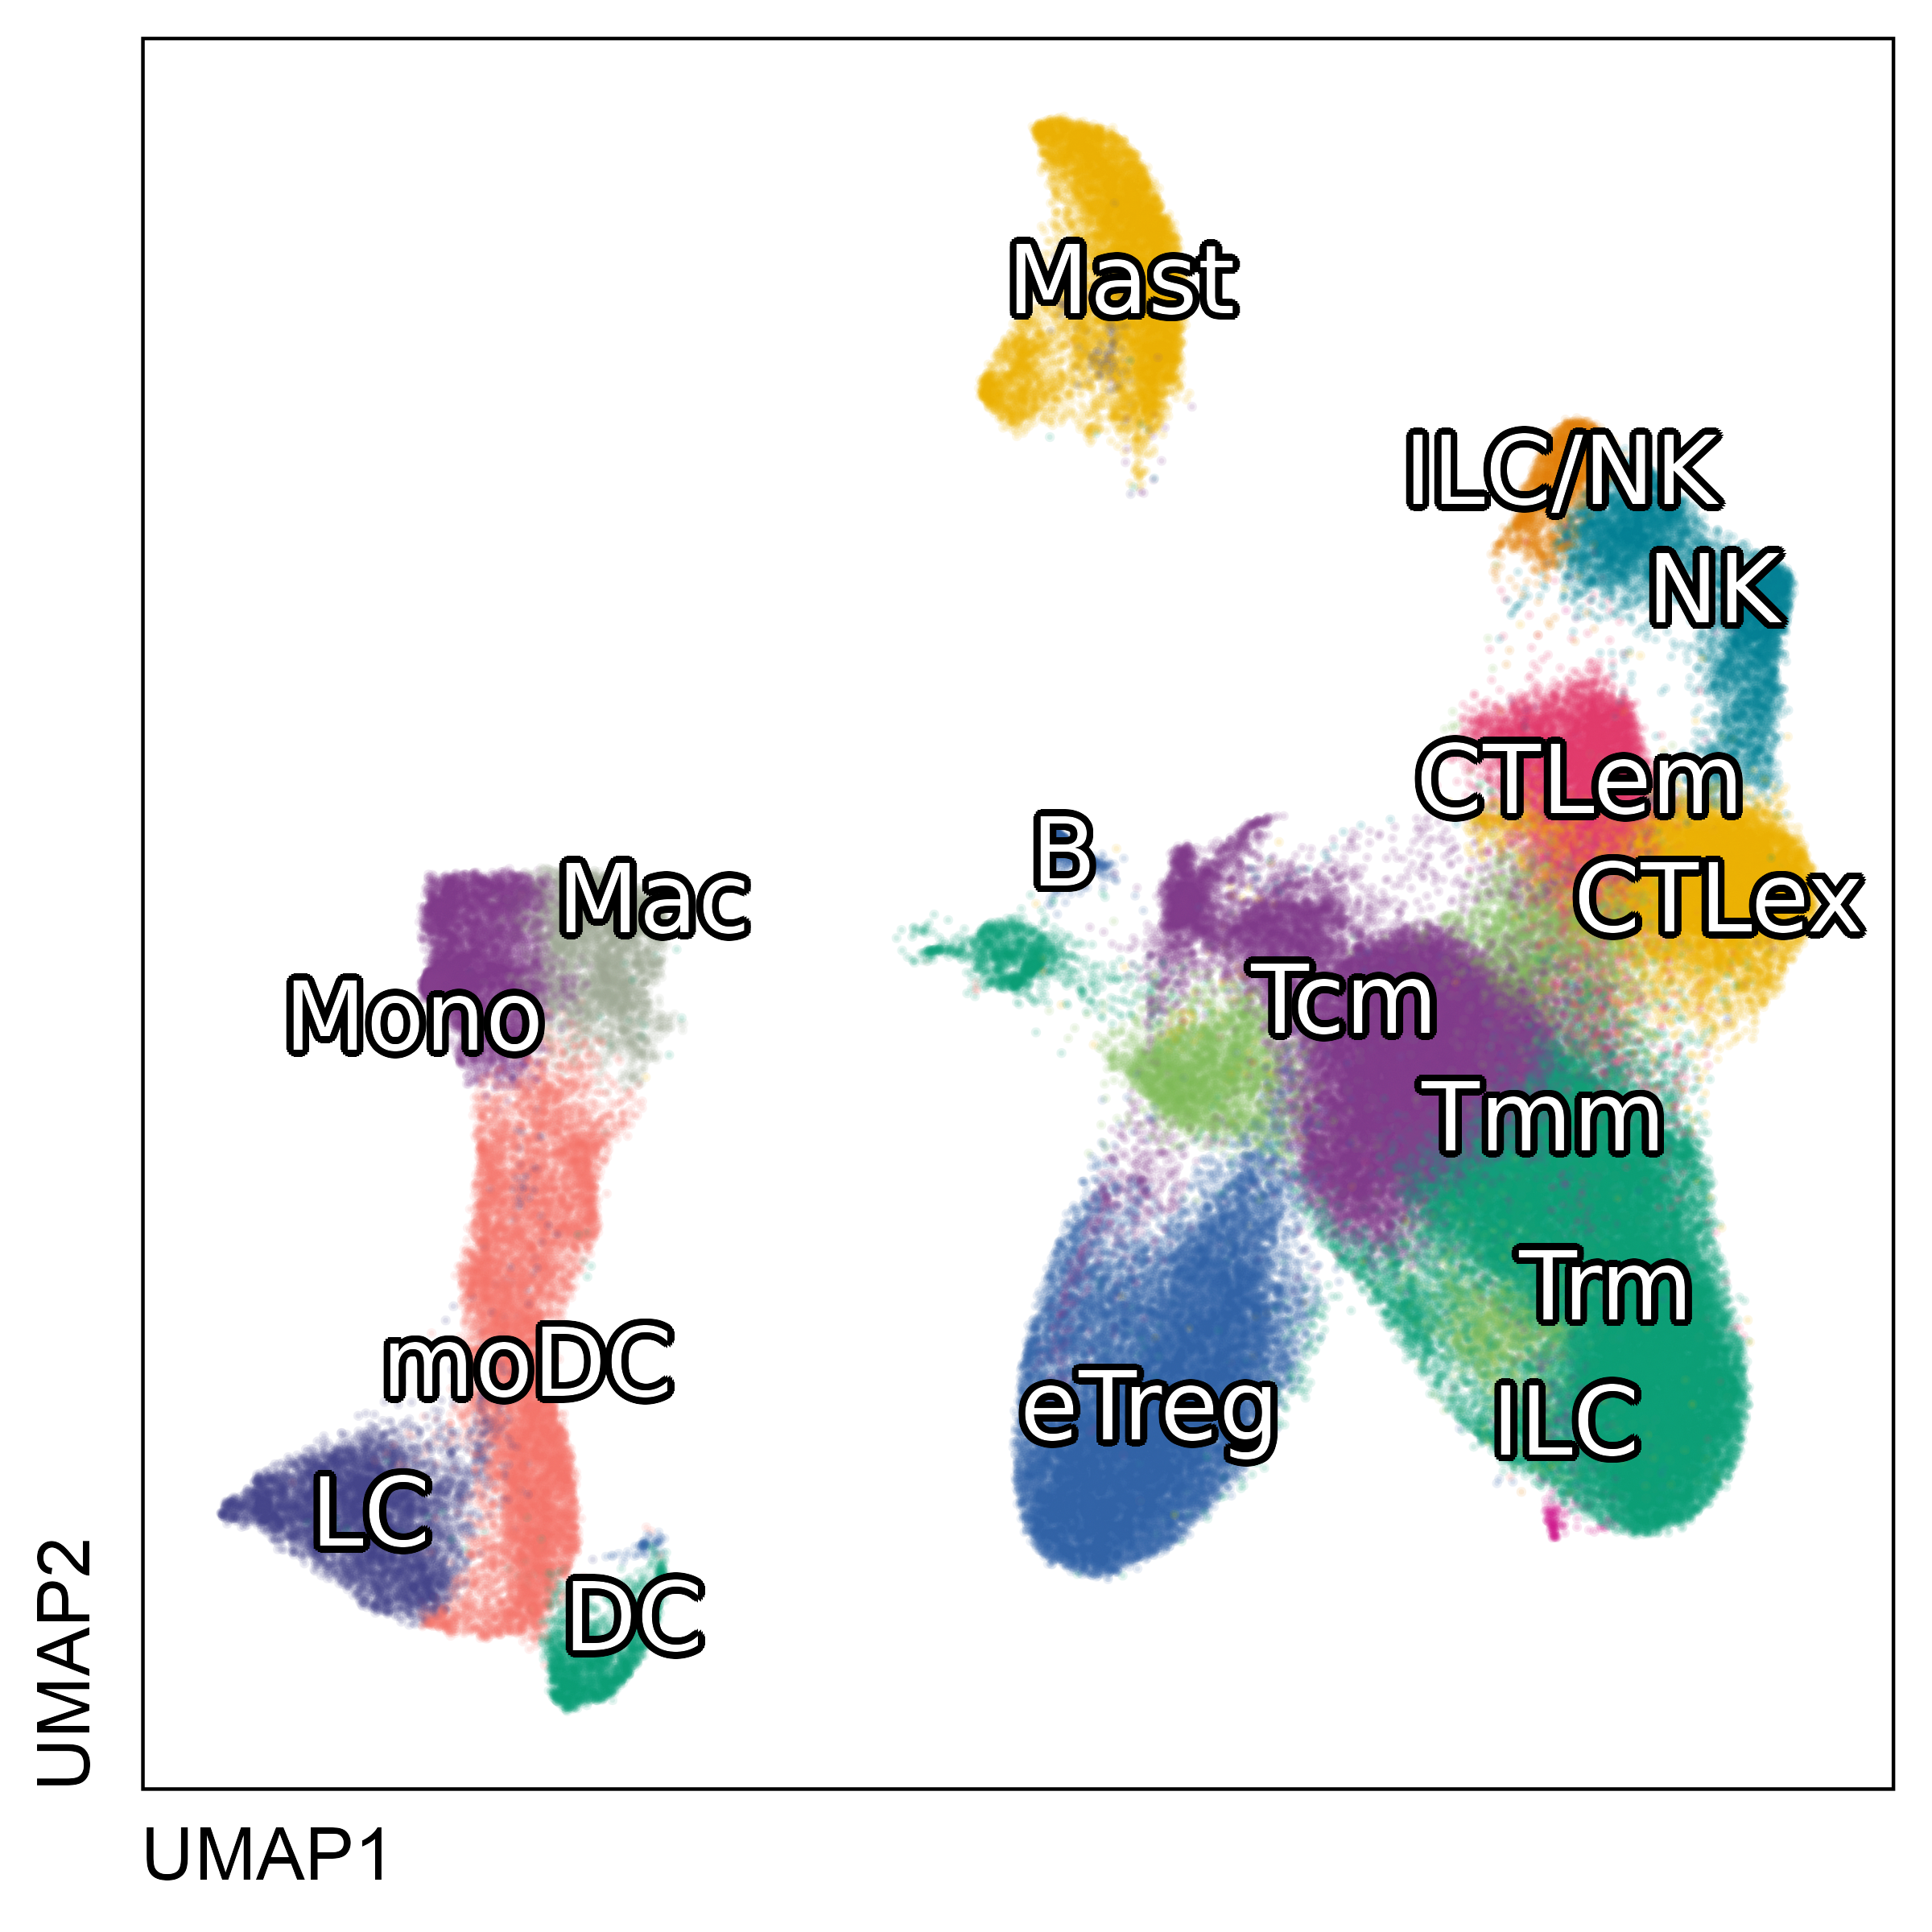 Mast
ILC/NK
NK
CTLem
B
Mac
CTLex
Mono
Tcm
Tmm
Trm
moDC
eTreg
ILC
LC
DC
UMAP2
UMAP1